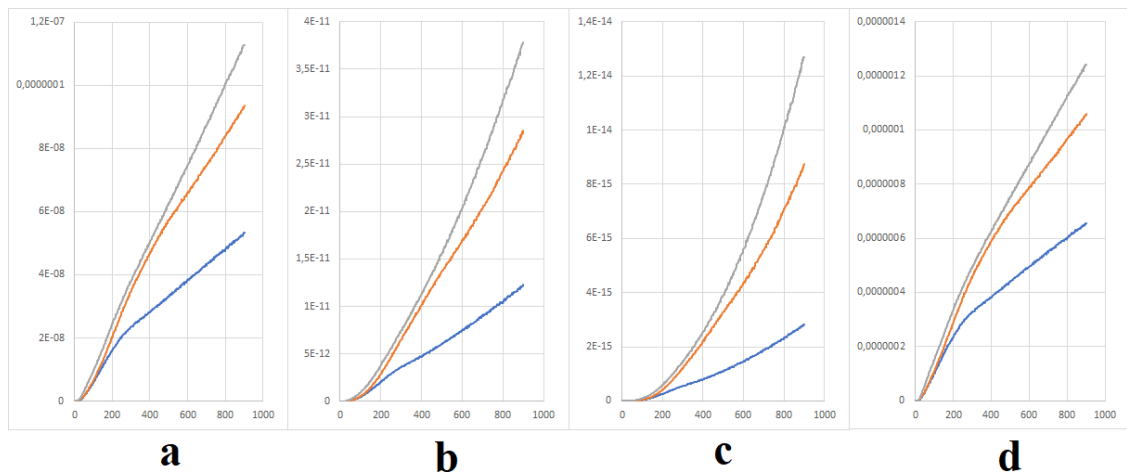 1,2E-07
0,0000001
8E-08
6E-08
4E-08
2E-08
0
0 200 400 600 800 1000
4E-11
3,5E-11
3E-11
2,5E-11
2E-11
1,5E-11
1E-11
5E-12
0
0 200 400 600 800 1000
1,4E-14
1,2E-14
1E-14
8E-15
6E-15
4E-15
2E-15
0
0 200 400 600 800 1000
0,0000014
0,0000012
0,000001
0,0000008
0,0000006
0,0000004
0,0000002
0
0 200 400 600 800 1000
a b c d